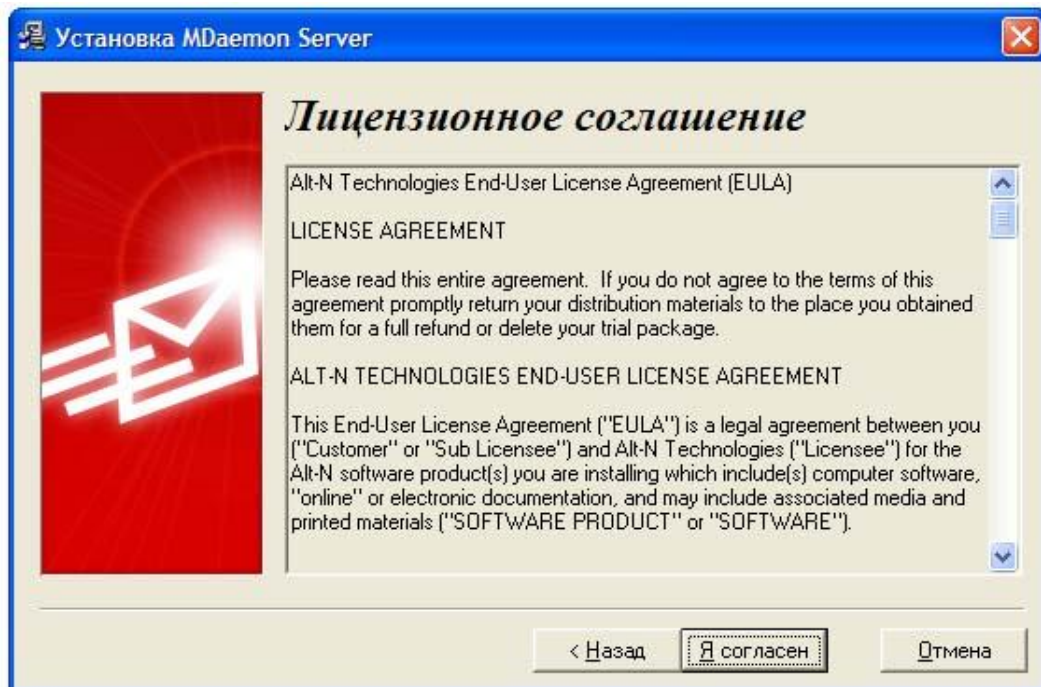 Установка MDaemon Server
Лицензионное соглашение
Alt-N Technologies End-User License Agreement (EULA)
LICENSE AGREEMENT
Please read this entire agreement.  If you do not agree to the terms of this
agreement promptly return your distribution materials to the place you obtained
them for a full refund or delete your trial package.
ALT-N TECHNOLOGIES END-USER LICENSE AGREEMENT
This End-User License Agreement ("EULA") is a legal agreement between you
("Customer" or "Sub Licensee") and Alt-N Technologies ("Licensee") for the
Alt-N software product(s) you are installing which include(s) computer software,
"online" or electronic documentation, and may include associated media and
printed materials ("SOFTWARE PRODUCT" or "SOFTWARE").
< Назад
Я согласен
Отмена